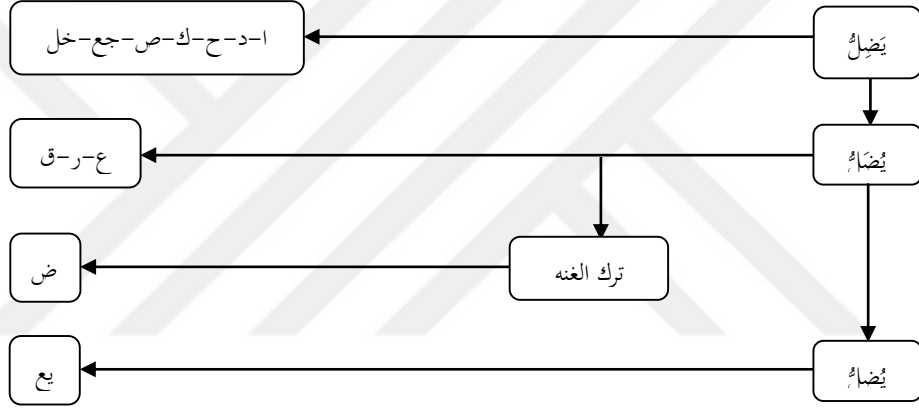 يَضِلُّ
ا-د-ح-ك-ص-جع-خل
يُضَلُّ
ع-ر-ق
ترك الغنه
ض
يُضلُّ
يع